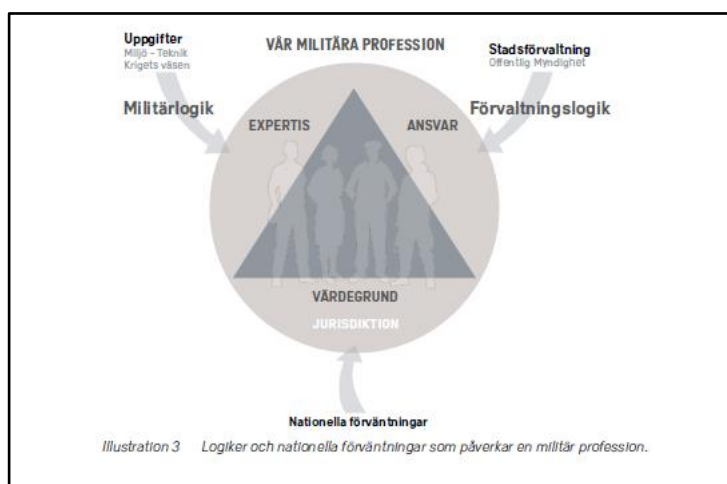 Uppgifter
Miljö - Teknik
Krigets väsen
VÅR MILITÄRA PROFESSION
Stadsförvaltning
Offentlig Myndighet
Militärlogik
Förvaltningslogik
EXPERTIS
ANSVAR
VÄRDEGRUND
JURISDIKTION
Nationella förväntningar
Illustration 3 Logiker och nationella förväntningar som påverkar en militär profession.